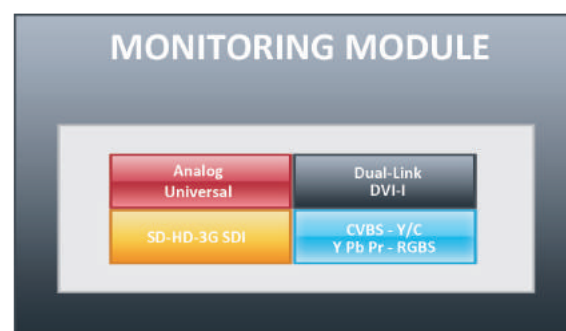 MONITORING MODULE
Analog
Universal
Dual-Link
DVI-I
SD-HD-3G SDI
CVBS - Y/C
Y Pb Pr - RGBS